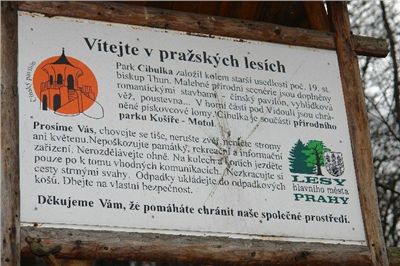 Vítejte v pražských lesích
Park Cibulka založil kolem starší usedlosti poč. 19. st.
biskup Thun. Malebné přírodní scenérie jsou doplněny
romantickými stavbami - čínský pavilón, vyhlídková
věž, poustevna... V horní části pod Vidoulí jsou chrá-
něné pískovcové lomy. Cibulka je součástí přírodního
parku Košíře - Motol.
čínský pavilón
Prosíme Vás, chovejte se tiše, nerušte zvěř, neničte stromy
ani květenu. Nepoškozujte památky, rekreační a informační
zařízení. Nerozdělávejte ohně. Na kolech a koních jezděte
pouze po k tomu vhodných komunikacích. Nezkracujte si
cesty strmými svahy. Odpadky ukládejte do odpadkových
košů. Dbejte na vlastní bezpečnost.
LESY
hlavního města
PRAHY
Děkujeme Vám, že pomáháte chránit naše společné prostředí.